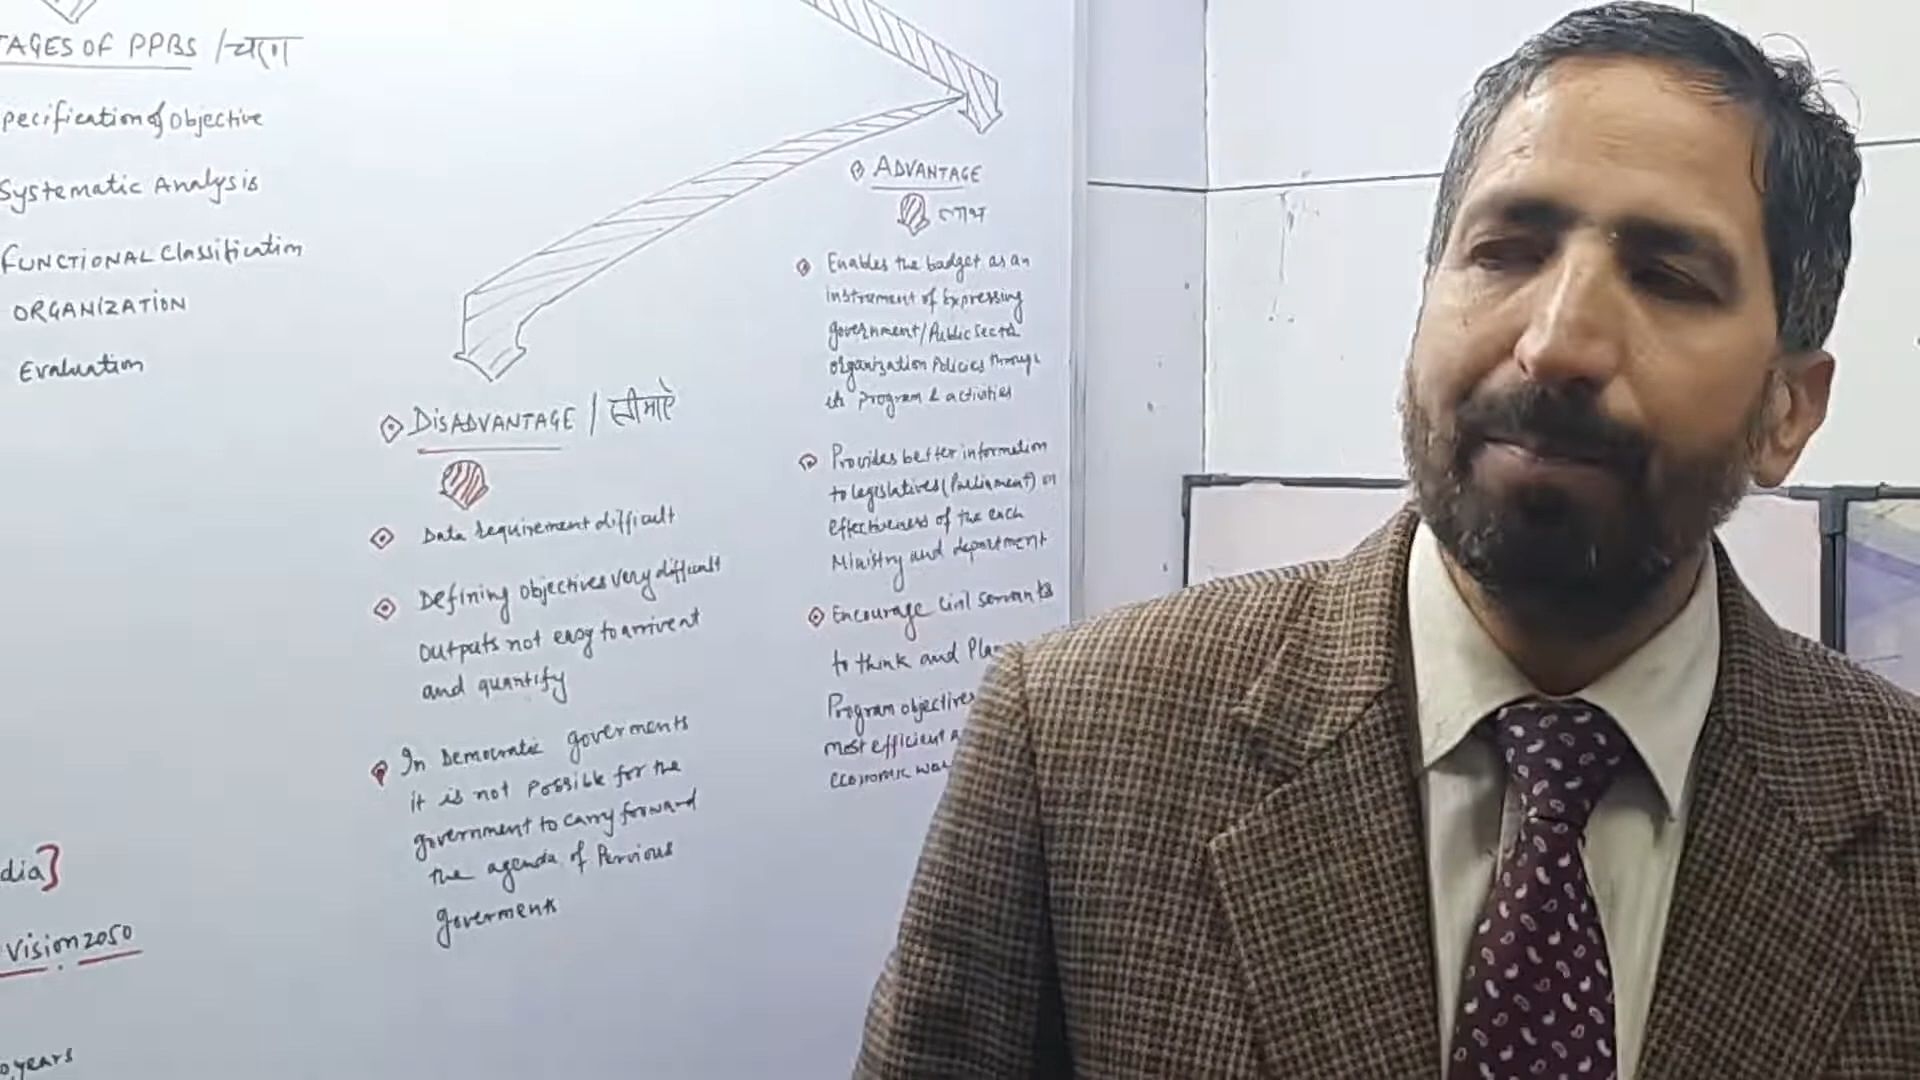 TAGES OF PPBS / चरण
pecification of objective
Systematic Analysis
FUNCTIONAL Classification
ORGANIZATION
Evaluation
dia]
Vision 2050
years
DISADVANTAGE / सीमाऐ
Data requirement difficult
Defining objectives very difficult
outputs not easy to arrive at
and quantify
In Democratic goverments
it is not possible for the
government to carry forward
the agenda of Pervious
goverments
ADVANTAGE
लाभ
Enables the budget as an
instrument of Expressing
government/Public Sector
organization Policies through
its program & activities
Provides better information
to legislatives (Parliament) on
effectiveness of the each
Ministry and department
Encourage civil servants
to think and Pla
Program objectives
most efficient a
economic way